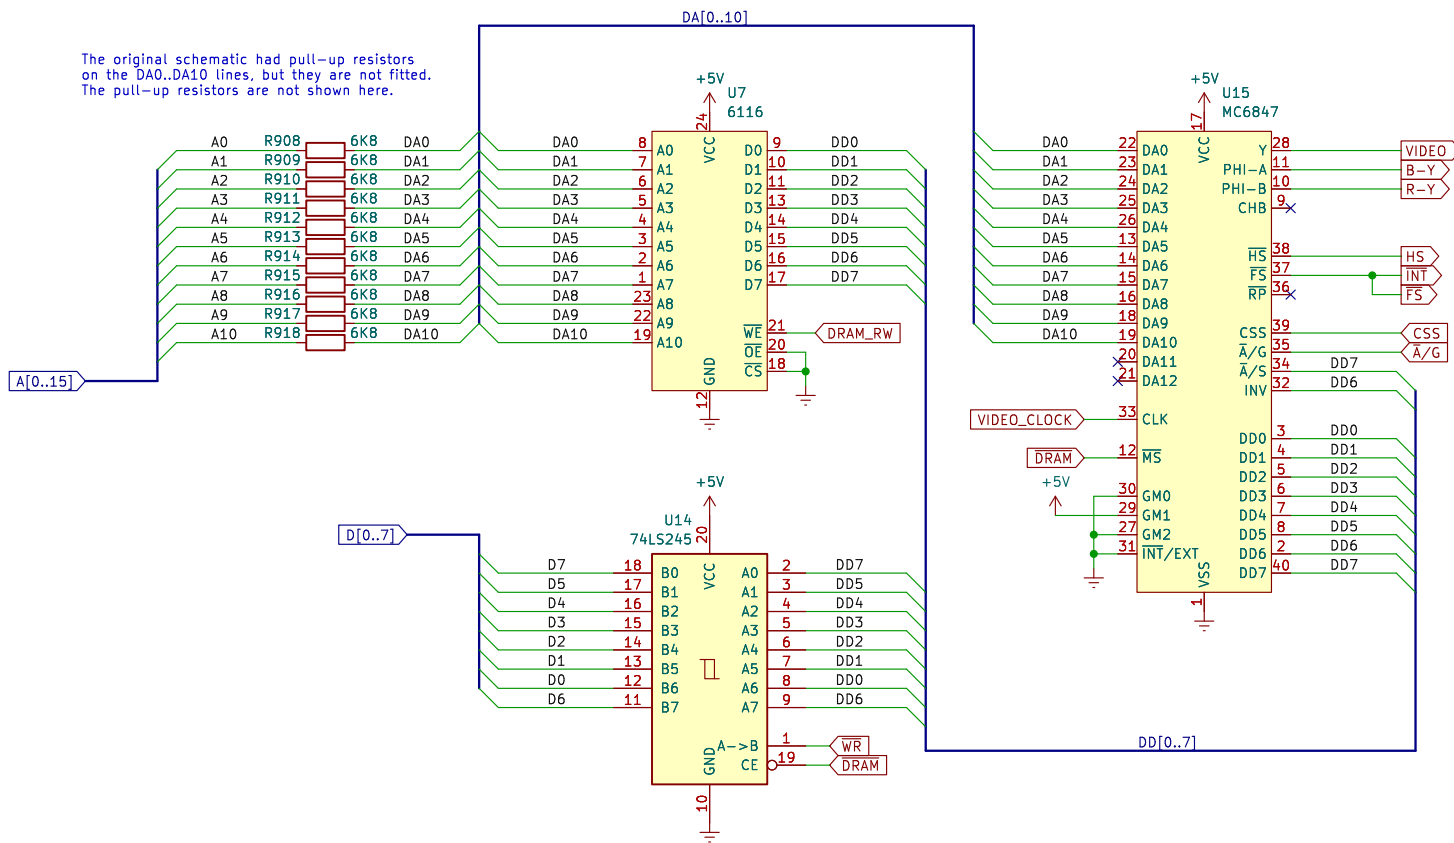 DA[0..10]
The original schematic had pull-up resistors
on the DA0..DA10 lines, but they are not fitted.
The pull-up resistors are not shown here.
+5V
U7
6116
24
VCC
A0 R908 6K8 DA0 DA0 8 A0 D0 9 DD0
A1 R909 6K8 DA1 DA1 7 A1 D1 10 DD1
A2 R910 6K8 DA2 DA2 6 A2 D2 11 DD2
A3 R911 6K8 DA3 DA3 5 A3 D3 13 DD3
A4 R912 6K8 DA4 DA4 4 A4 D4 14 DD4
A5 R913 6K8 DA5 DA5 3 A5 D5 15 DD5
A6 R914 6K8 DA6 DA6 2 A6 D6 16 DD6
A7 R915 6K8 DA7 DA7 1 A7 D7 17 DD7
A8 R916 6K8 DA8 DA8 23 A8
A9 R917 6K8 DA9 DA9 22 A9 WE 21 DRAM_RW
A10 R918 6K8 DA10 DA10 19 A10 OE 20
CS 18
GND
12
A[0..15]
+5V
U15
MC6847
17
VCC
DA0 22 DA0 Y 28 VIDEO
DA1 23 DA1 PHI-A 11 B-Y
DA2 24 DA2 PHI-B 10 R-Y
DA3 25 DA3 CHB 9
DA4 26 DA4
DA5 13 DA5 HS 38 HS
DA6 14 DA6 FS 37 INT
DA7 15 DA7 RP 36 FS
DA8 16 DA8
DA9 18 DA9 CSS 39 CSS
DA10 19 DA10 A/G 35 A/G
20 DA11 A/S 34 DD7
21 DA12 INV 32 DD6
VIDEO_CLOCK 33 CLK
DD0 3 DD0
DRAM 12 MS DD1 4 DD1
DD2 5 DD2
+5V
30 GM0 DD3 6 DD3
29 GM1 DD4 7 DD4
27 GM2 DD5 8 DD5
31 INT/EXT DD6 2 DD6
DD7 40 DD7
VSS
1
+5V
U14
74LS245
20
VCC
D[0..7]
D7 18 B0 A0 2 DD7
D5 17 B1 A1 3 DD5
D4 16 B2 A2 4 DD4
D3 15 B3 A3 5 DD3
D2 14 B4 A4 6 DD2
D1 13 B5 A5 7 DD1
D0 12 B6 A6 8 DD0
D6 11 B7 A7 9 DD6
A->B 1 WR
CE 19 DRAM
GND
10
DD[0..7]